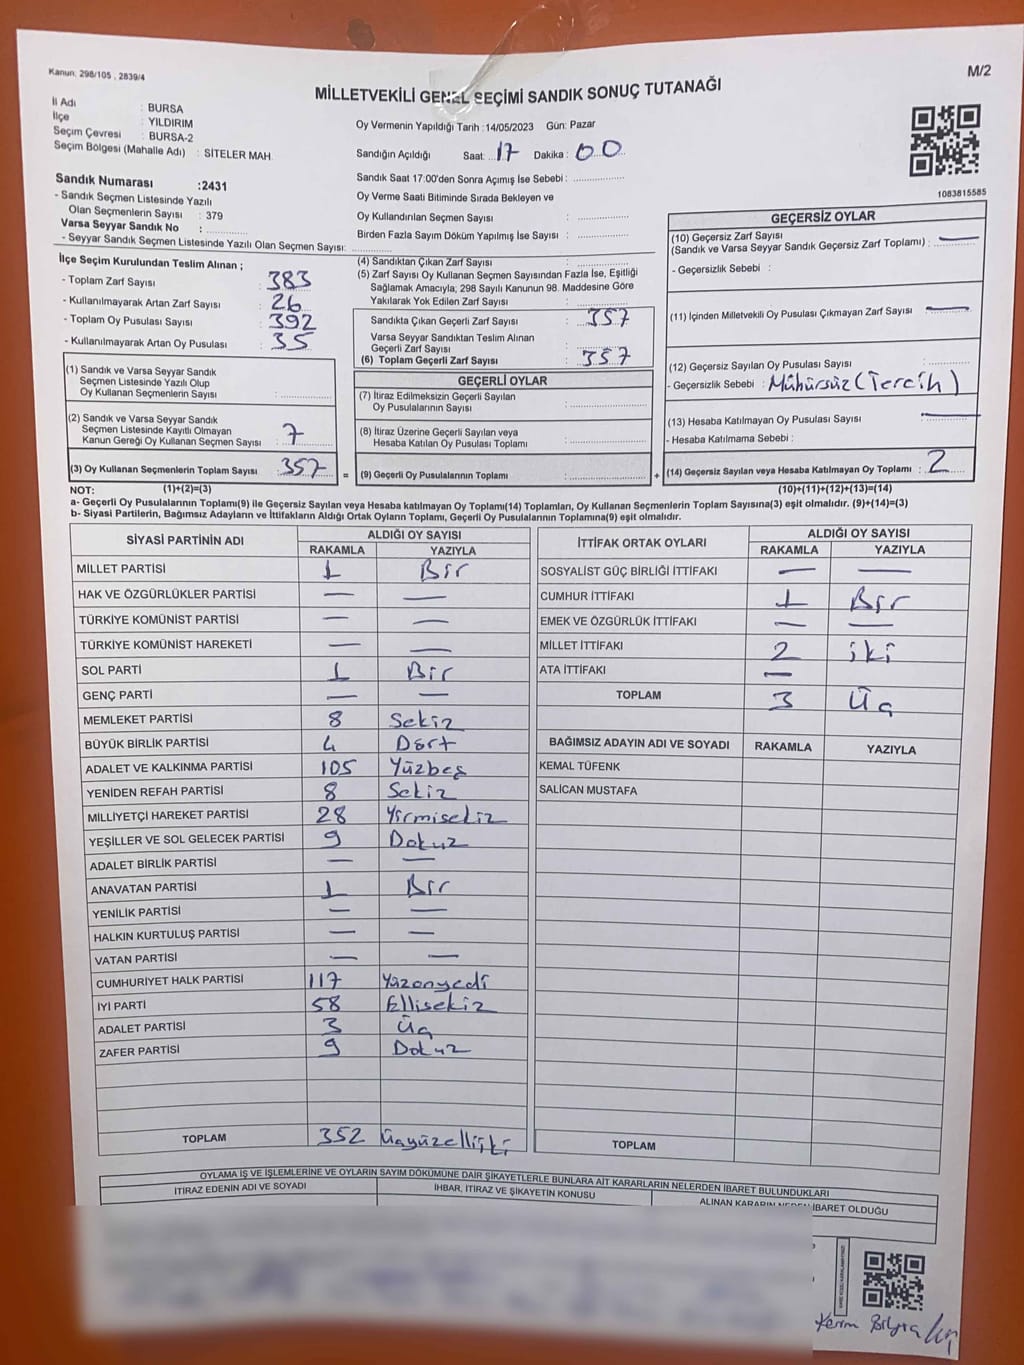 Kanun: 298/105 , 2839/4
M/2
MİLLETVEKİLİ GENEL SEÇİMİ SANDIK SONUÇ TUTANAĞI
İl Adı : BURSA
İlçe : YILDIRIM
Seçim Çevresi : BURSA-2
Seçim Bölgesi (Mahalle Adı) : SİTELER MAH.
Oy Vermenin Yapıldığı Tarih :14/05/2023 Gün: Pazar
Sandığın Açıldığı Saat: 17 Dakika : 00
Sandık Saat 17:00'den Sonra Açımış İse Sebebi :
Oy Verme Saati Bitiminde Sırada Bekleyen ve
Oy Kullandırılan Seçmen Sayısı :
Birden Fazla Sayım Döküm Yapılmış İse Sayısı :
1083815585
Sandık Numarası :2431
- Sandık Seçmen Listesinde Yazılı
Olan Seçmenlerin Sayısı : 379
Varsa Seyyar Sandık No :
- Seyyar Sandık Seçmen Listesinde Yazılı Olan Seçmen Sayısı:
İlçe Seçim Kurulundan Teslim Alınan ;
- Toplam Zarf Sayısı : 383
- Kullanılmayarak Artan Zarf Sayısı : 26
- Toplam Oy Pusulası Sayısı : 392
- Kullanılmayarak Artan Oy Pusulası : 35
(4) Sandıktan Çıkan Zarf Sayısı :
(5) Zarf Sayısı Oy Kullanan Seçmen Sayısından Fazla İse, Eşitliği
Sağlamak Amacıyla; 298 Sayılı Kanunun 98. Maddesine Göre
Yakılarak Yok Edilen Zarf Sayısı :
Sandıkta Çıkan Geçerli Zarf Sayısı : 357
Varsa Seyyar Sandıktan Teslim Alınan
Geçerli Zarf Sayısı :
(6) Toplam Geçerli Zarf Sayısı : 357
GEÇERSİZ OYLAR
(10) Geçersiz Zarf Sayısı
(Sandık ve Varsa Seyyar Sandık Geçersiz Zarf Toplamı) : —
- Geçersizlik Sebebi :
(11) İçinden Milletvekili Oy Pusulası Çıkmayan Zarf Sayısı : —
(12) Geçersiz Sayılan Oy Pusulası Sayısı :
- Geçersizlik Sebebi : Mühürsüz (Tercih)
(13) Hesaba Katılmayan Oy Pusulası Sayısı : —
- Hesaba Katılmama Sebebi :
(14) Geçersiz Sayılan veya Hesaba Katılmayan Oy Toplamı : 2
(10)+(11)+(12)+(13)=(14)
(1) Sandık ve Varsa Seyyar Sandık
Seçmen Listesinde Yazılı Olup
Oy Kullanan Seçmenlerin Sayısı :
(2) Sandık ve Varsa Seyyar Sandık
Seçmen Listesinde Kayıtlı Olmayan
Kanun Gereği Oy Kullanan Seçmen Sayısı : 7
(3) Oy Kullanan Seçmenlerin Toplam Sayısı : 357 =
(1)+(2)=(3)
GEÇERLİ OYLAR
(7) İtiraz Edilmeksizin Geçerli Sayılan
Oy Pusulalarının Sayısı :
(8) İtiraz Üzerine Geçerli Sayılan veya
Hesaba Katılan Oy Pusulası Toplamı :
(9) Geçerli Oy Pusulalarının Toplamı : +
NOT:
a- Geçerli Oy Pusulalarının Toplamı(9) ile Geçersiz Sayılan veya Hesaba katılmayan Oy Toplamı(14) Toplamları, Oy Kullanan Seçmenlerin Toplam Sayısına(3) eşit olmalıdır. (9)+(14)=(3)
b- Siyasi Partilerin, Bağımsız Adayların ve İttifakların Aldığı Ortak Oyların Toplamı, Geçerli Oy Pusulalarının Toplamına(9) eşit olmalıdır.
SİYASİ PARTİNİN ADI ALDIĞI OY SAYISI
RAKAMLA YAZIYLA
MİLLET PARTİSİ 1 Bir
HAK VE ÖZGÜRLÜKLER PARTİSİ — —
TÜRKİYE KOMÜNİST PARTİSİ — —
TÜRKİYE KOMÜNİST HAREKETİ — —
SOL PARTİ 1 Bir
GENÇ PARTİ — —
MEMLEKET PARTİSİ 8 Sekiz
BÜYÜK BİRLİK PARTİSİ 4 Dört
ADALET VE KALKINMA PARTİSİ 105 Yüzbeş
YENİDEN REFAH PARTİSİ 8 Sekiz
MİLLİYETÇİ HAREKET PARTİSİ 28 Yirmisekiz
YEŞİLLER VE SOL GELECEK PARTİSİ 9 Dokuz
ADALET BİRLİK PARTİSİ — —
ANAVATAN PARTİSİ 1 Bir
YENİLİK PARTİSİ — —
HALKIN KURTULUŞ PARTİSİ — —
VATAN PARTİSİ — —
CUMHURİYET HALK PARTİSİ 117 Yüzonyedi
İYİ PARTİ 58 Ellisekiz
ADALET PARTİSİ 3 Üç
ZAFER PARTİSİ 9 Dokuz
TOPLAM 352 Üçyüzelliiki
İTTİFAK ORTAK OYLARI ALDIĞI OY SAYISI
RAKAMLA YAZIYLA
SOSYALİST GÜÇ BİRLİĞİ İTTİFAKI — —
CUMHUR İTTİFAKI 1 Bir
EMEK VE ÖZGÜRLÜK İTTİFAKI — —
MİLLET İTTİFAKI 2 iki
ATA İTTİFAKI —
TOPLAM 3 Üç
BAĞIMSIZ ADAYIN ADI VE SOYADI RAKAMLA YAZIYLA
KEMAL TÜFENK
SALİCAN MUSTAFA
TOPLAM
OYLAMA İŞ VE İŞLEMLERİNE VE OYLARIN SAYIM DÖKÜMÜNE DAİR ŞİKAYETLERLE BUNLARA AİT KARARLARIN NELERDEN İBARET BULUNDUKLARI
İTİRAZ EDENİN ADI VE SOYADI İHBAR, İTİRAZ VE ŞİKAYETİN KONUSU ALINAN KARARIN NEDEN İBARET OLDUĞU
Kerim